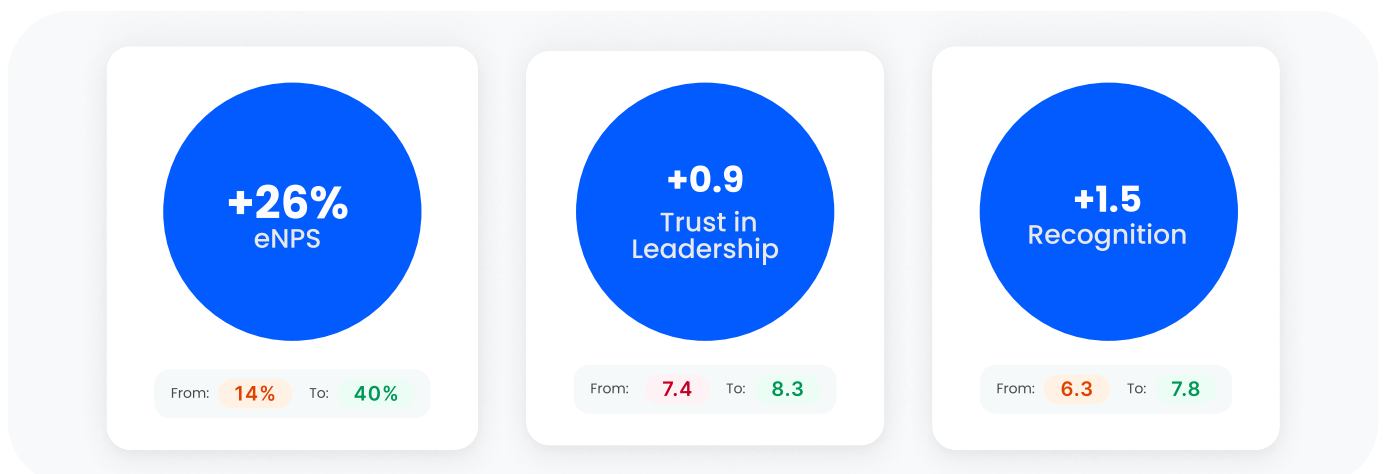 +26%
eNPS
From: 14% To: 40%
+0.9
Trust in
Leadership
From: 7.4 To: 8.3
+1.5
Recognition
From: 6.3 To: 7.8